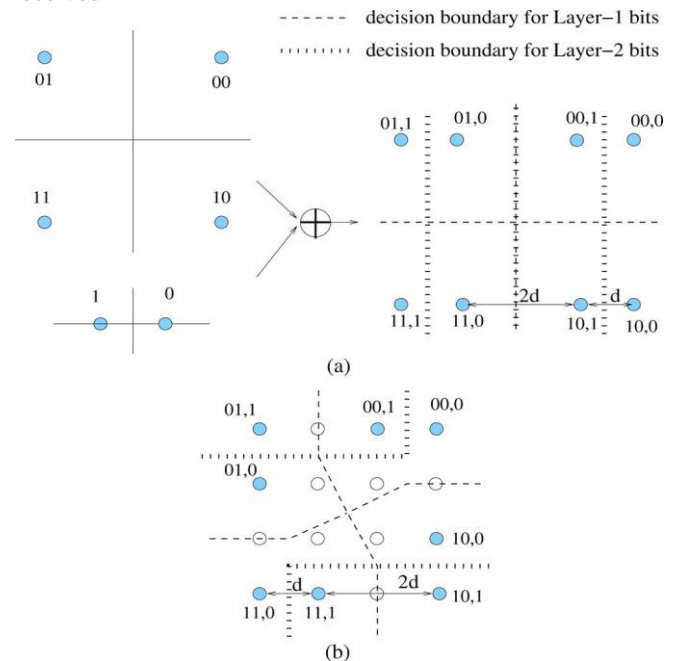 decision boundary for Layer−1 bits
decision boundary for Layer−2 bits
01 00
11 10
1 0
01,1 01,0 00,1 00,0
2d d
11,1 11,0 10,1 10,0
(a)
01,1 00,1 00,0
01,0
10,0
d 2d
11,0 11,1 10,1
(b)